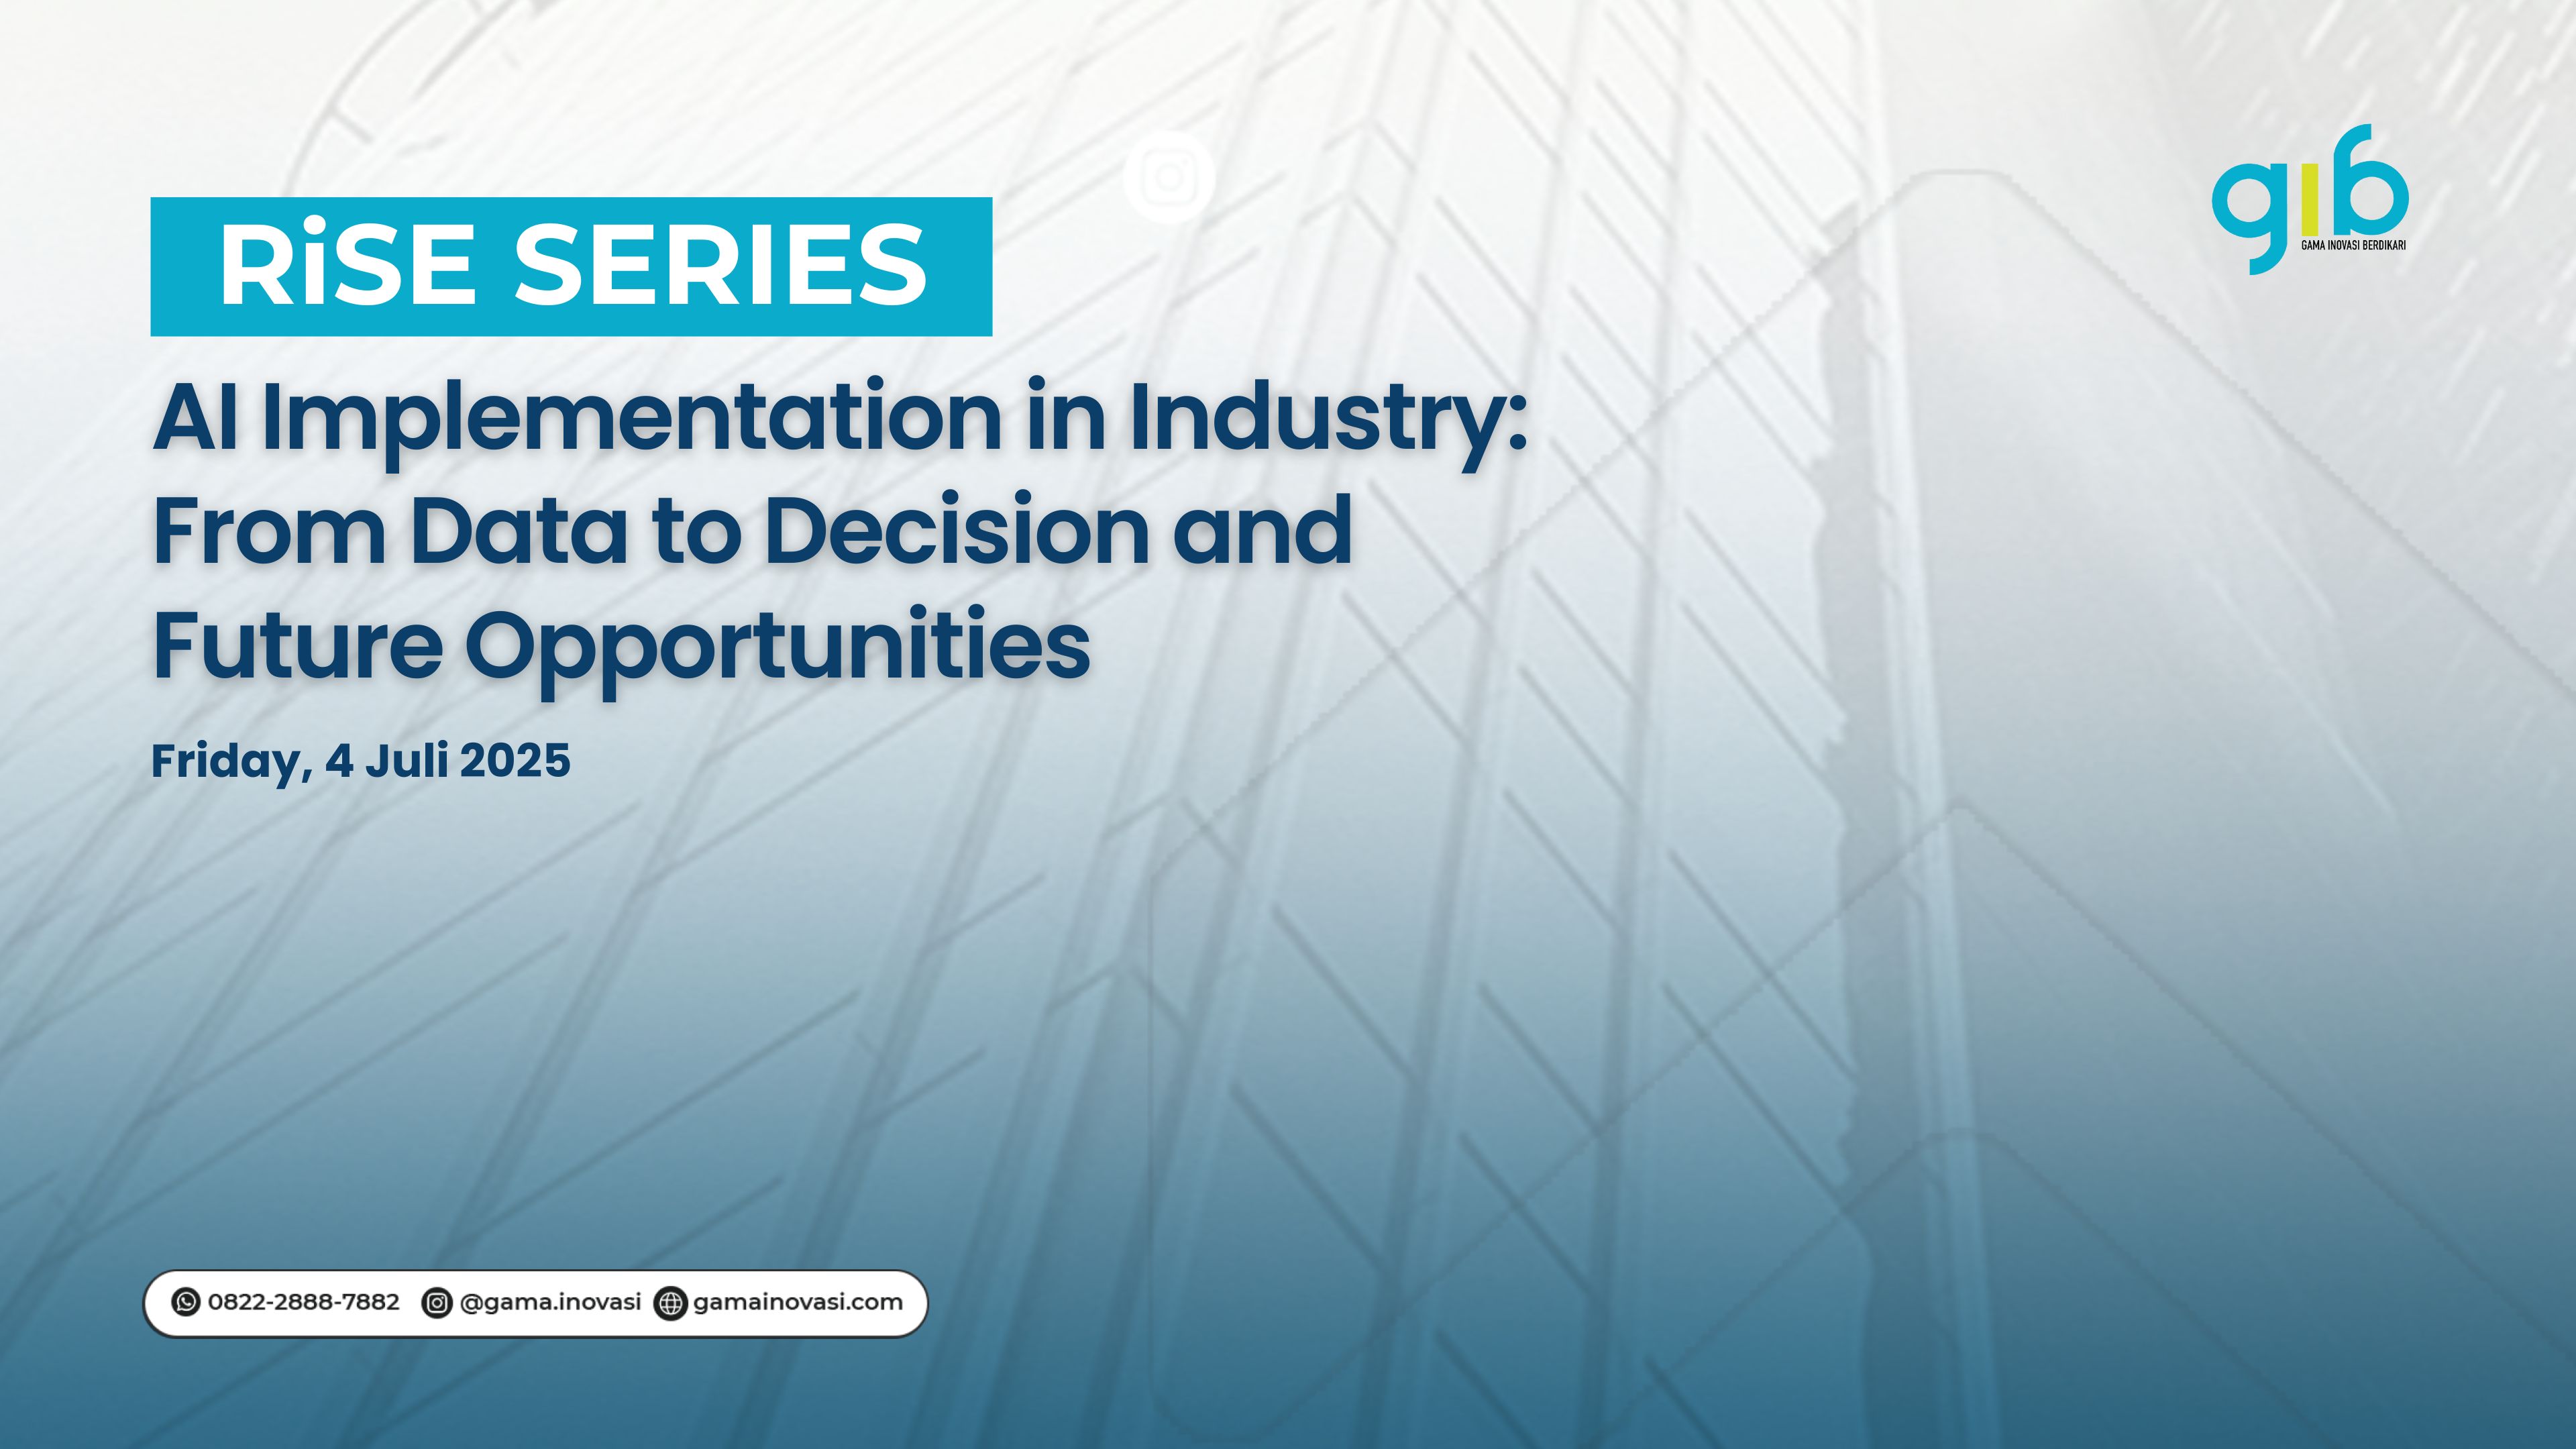 gib
GAMA INOVASI BERDIKARI
RiSE SERIES
AI Implementation in Industry:
From Data to Decision and
Future Opportunities
Friday, 4 Juli 2025
0822-2888-7882 @gama.inovasi gamainovasi.com